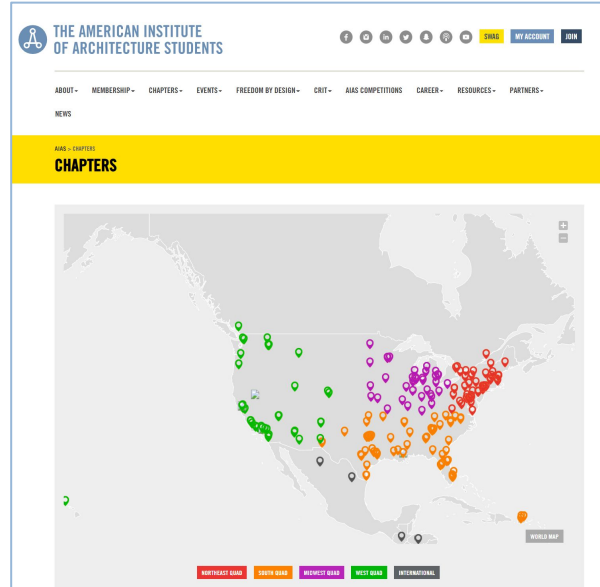 THE AMERICAN INSTITUTE
OF ARCHITECTURE STUDENTS
SWAG MY ACCOUNT JOIN
ABOUT MEMBERSHIP CHAPTERS EVENTS FREEDOM BY DESIGN CRIT AIAS COMPETITIONS CAREER RESOURCES PARTNERS
NEWS
AIAS > CHAPTERS
CHAPTERS
WORLD MAP
NORTHEAST QUAD SOUTH QUAD MIDWEST QUAD WEST QUAD INTERNATIONAL